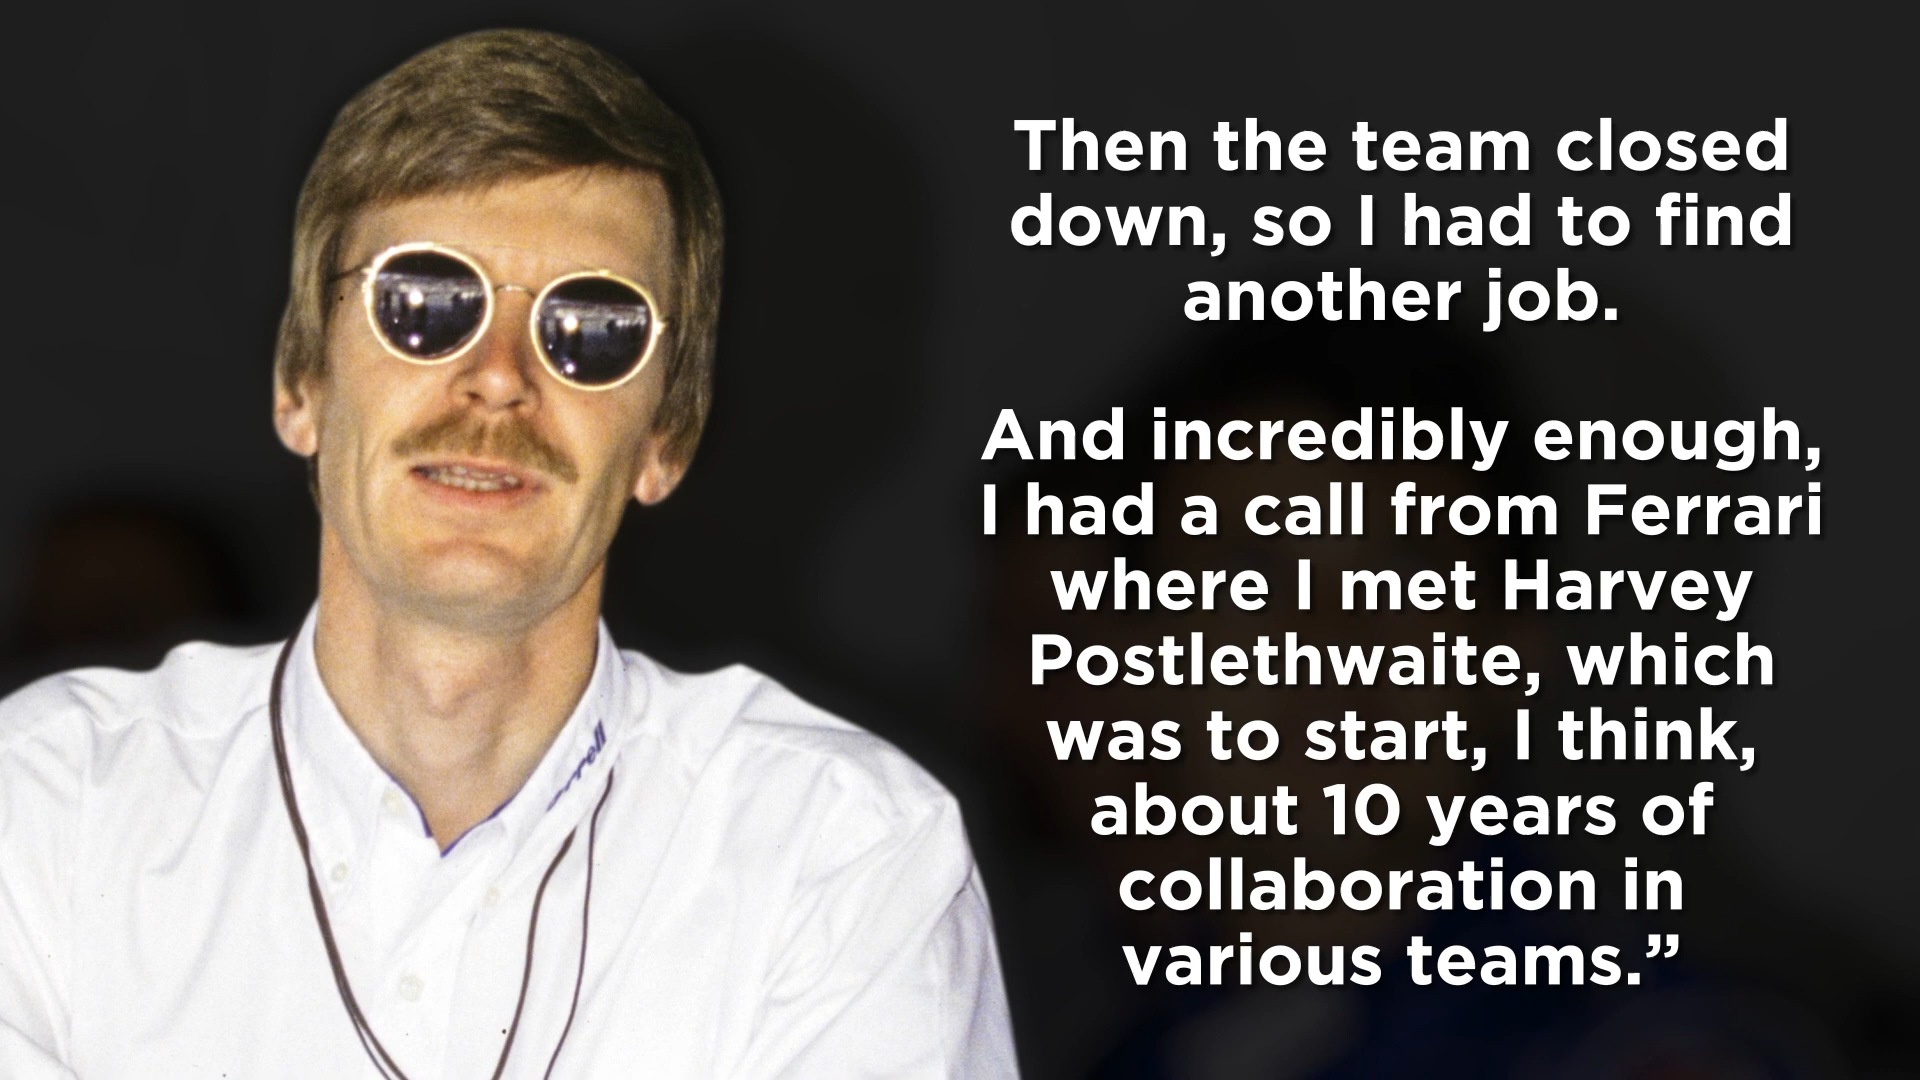 Then the team closed
down, so I had to find
another job.
And incredibly enough,
I had a call from Ferrari
where I met Harvey
Postlethwaite, which
was to start, I think,
about 10 years of
collaboration in
various teams.”